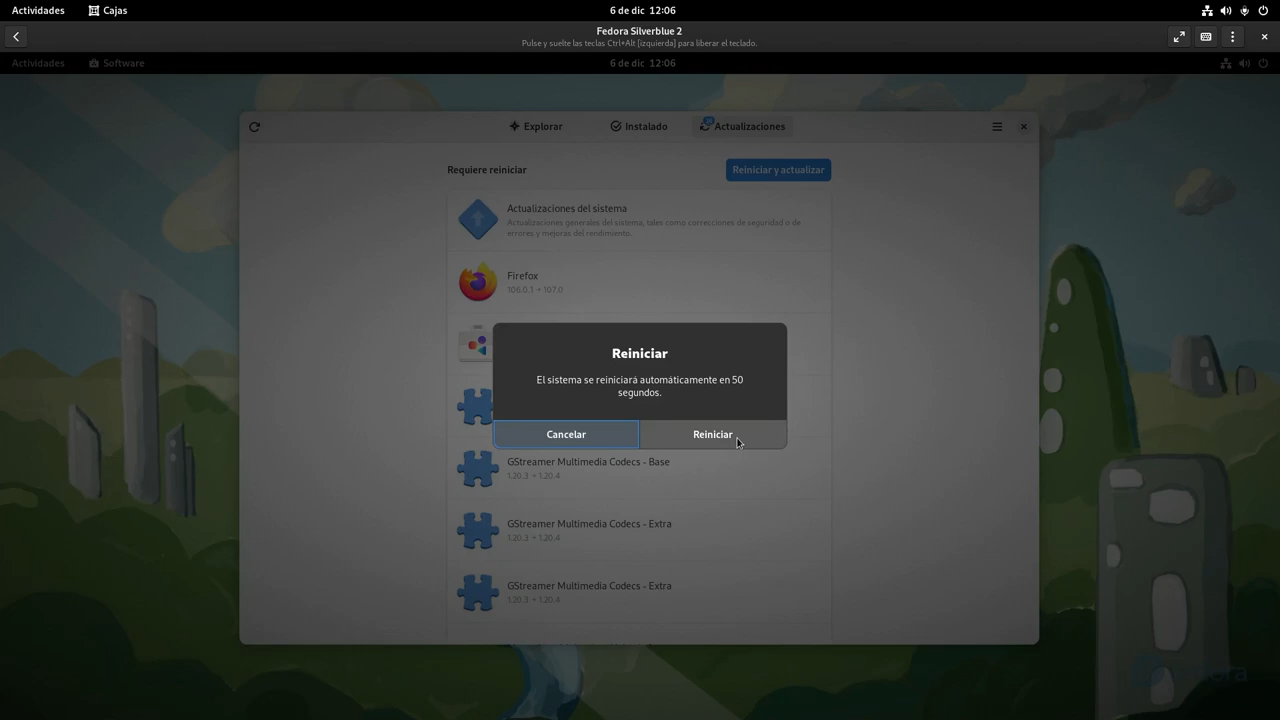 Actividades Cajas 6 de dic 12:06
Fedora Silverblue 2
Pulse y suelte las teclas Ctrl+Alt [izquierda] para liberar el teclado.
Actividades Software 6 de dic 12:06
Explorar Instalado 25 Actualizaciones
Requiere reiniciar Reiniciar y actualizar
Actualizaciones del sistema
Actualizaciones generales del sistema, tales como correcciones de seguridad o de
errores y mejoras del rendimiento.
Firefox
106.0.1 → 107.0
Reiniciar
El sistema se reiniciará automáticamente en 50
segundos.
Cancelar Reiniciar
GStreamer Multimedia Codecs - Base
1.20.3 → 1.20.4
GStreamer Multimedia Codecs - Extra
1.20.3 → 1.20.4
GStreamer Multimedia Codecs - Extra
1.20.3 → 1.20.4